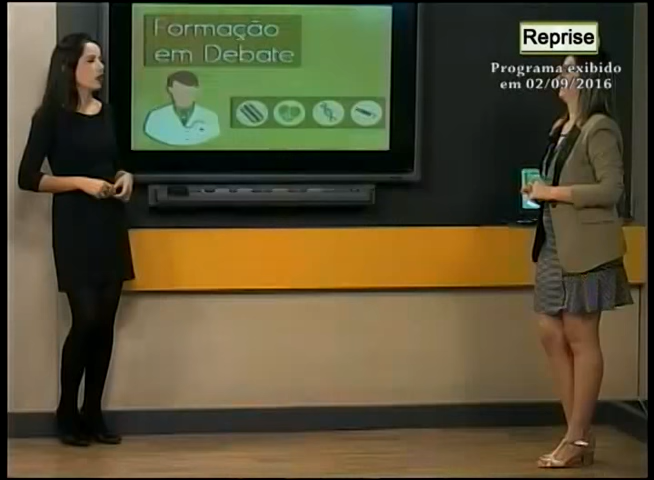 Formação
em Debate
Reprise
Programa exibido
em 02/09/2016